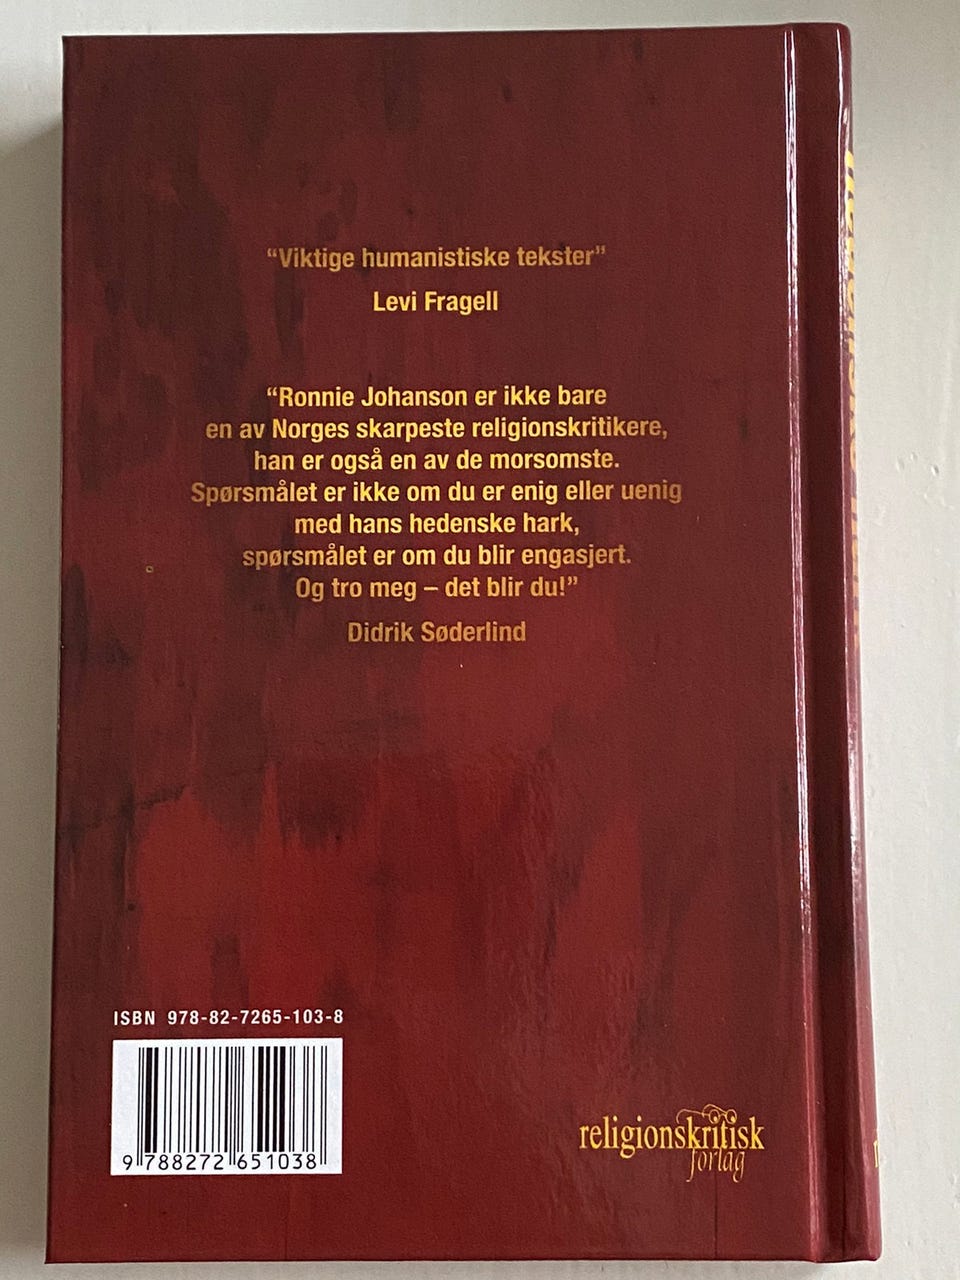 “Viktige humanistiske tekster”
Levi Fragell
“Ronnie Johanson er ikke bare
en av Norges skarpeste religionskritikere,
han er også en av de morsomste.
Spørsmålet er ikke om du er enig eller uenig
med hans hedenske hark,
spørsmålet er om du blir engasjert.
Og tro meg – det blir du!”
Didrik Søderlind
ISBN 978-82-7265-103-8
9 788272 651038
religionskritisk
forlag